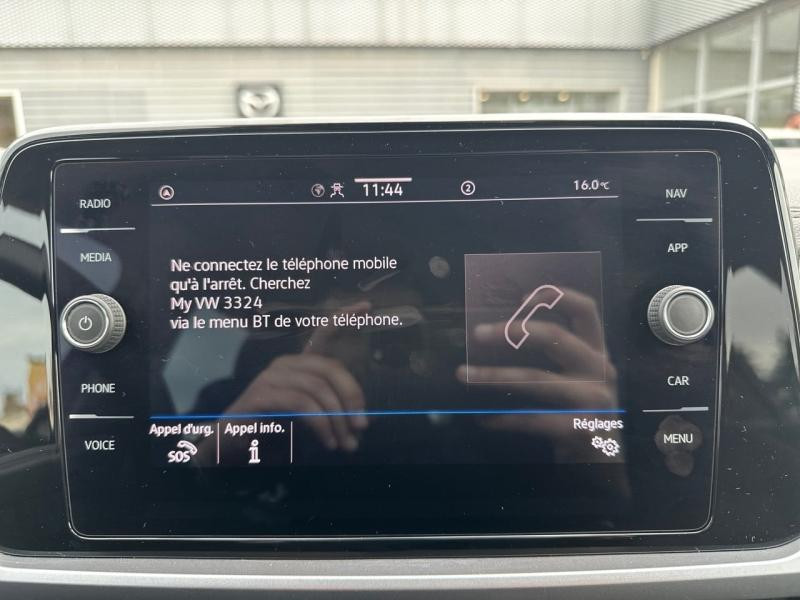 11:44
2
16.0°C
RADIO
MEDIA
PHONE
VOICE
Ne connectez le téléphone mobile
qu'à l'arrêt. Cherchez
My VW 3324
via le menu BT de votre téléphone.
Appel d'urg.
SOS
Appel info.
i
Réglages
NAV
APP
CAR
MENU